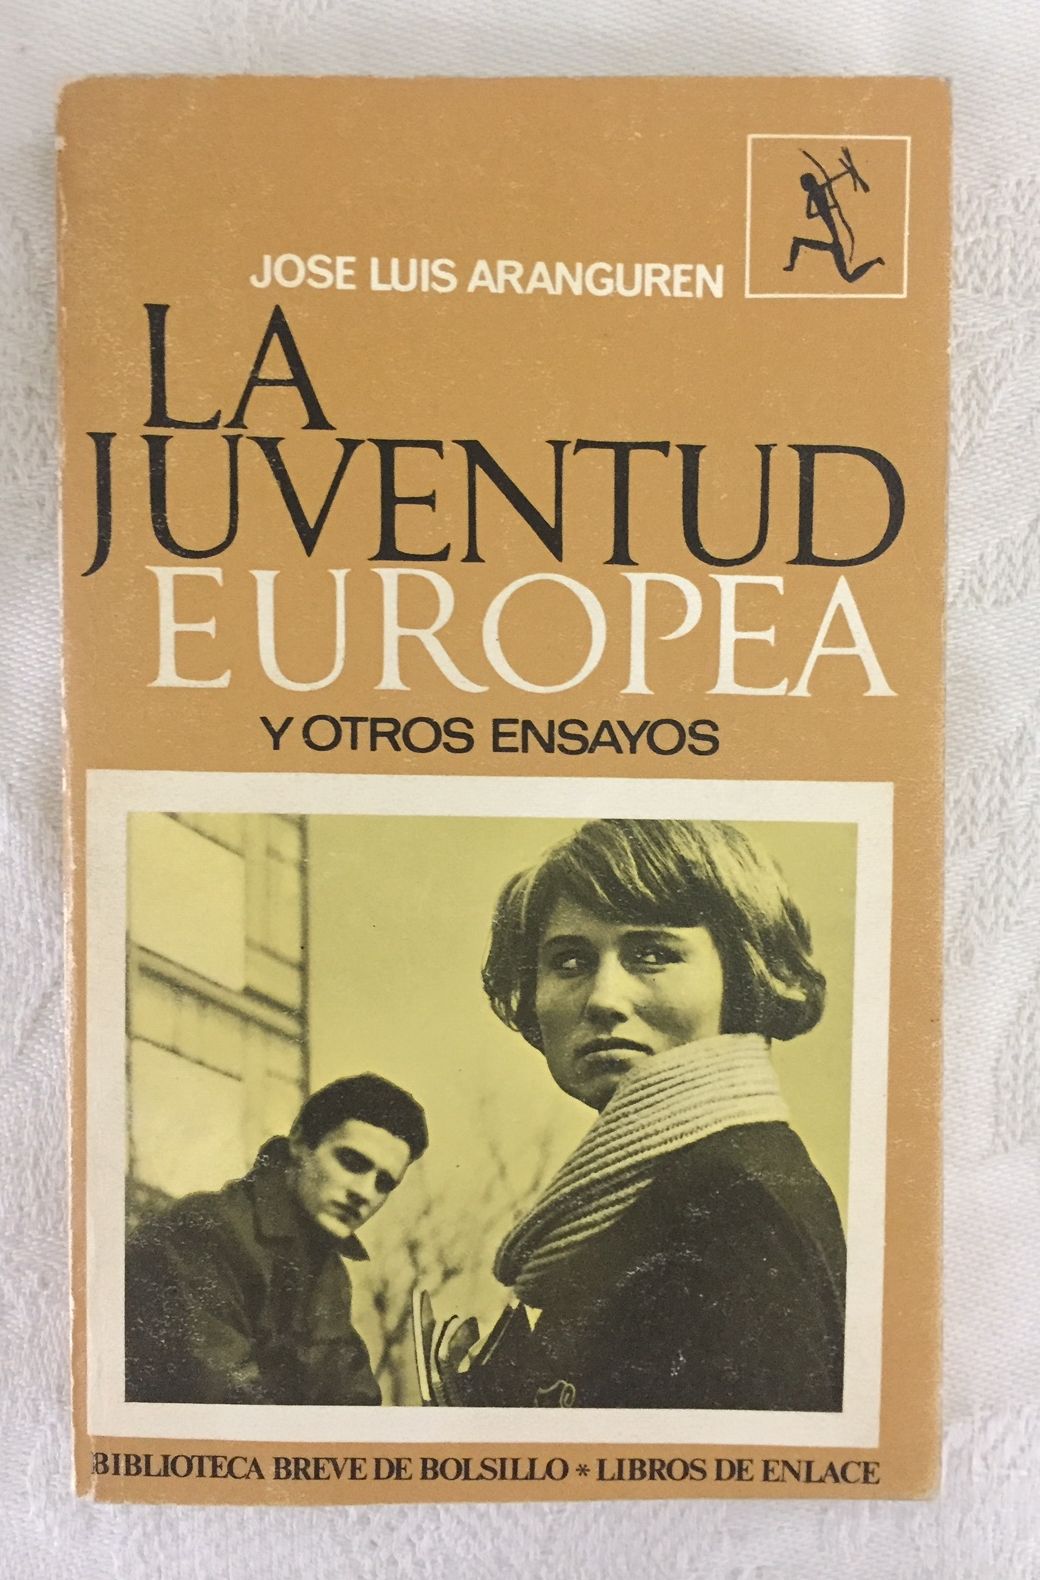 JOSE LUIS ARANGUREN
LA
JUVENTUD
EUROPEA
Y OTROS ENSAYOS
BIBLIOTECA BREVE DE BOLSILLO * LIBROS DE ENLACE